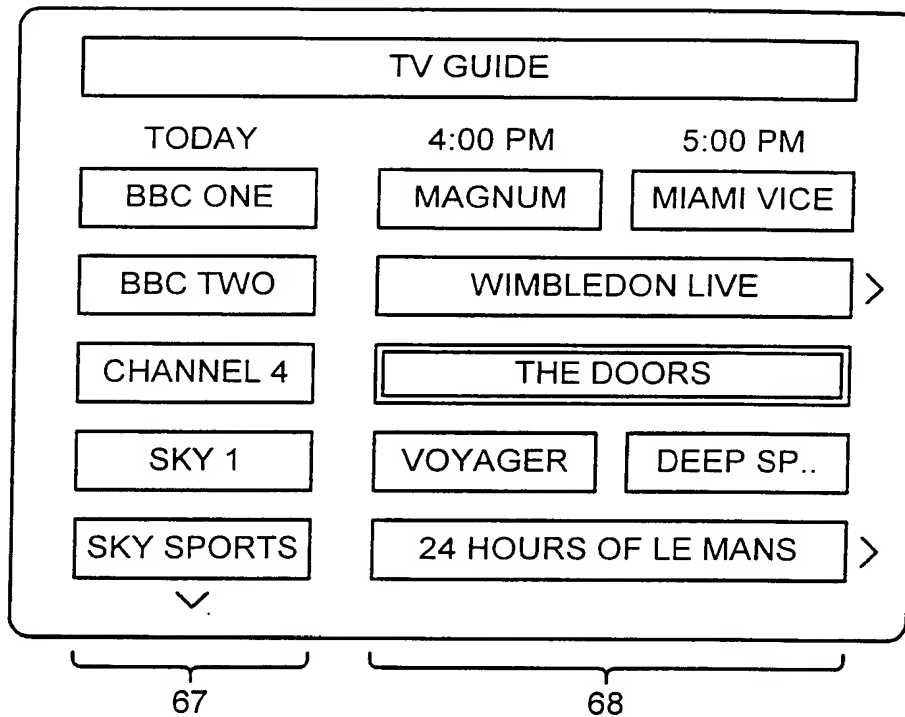 TV GUIDE
TODAY 4:00 PM 5:00 PM
BBC ONE MAGNUM MIAMI VICE
BBC TWO WIMBLEDON LIVE >
CHANNEL 4 THE DOORS
SKY 1 VOYAGER DEEP SP..
SKY SPORTS 24 HOURS OF LE MANS >
67 68